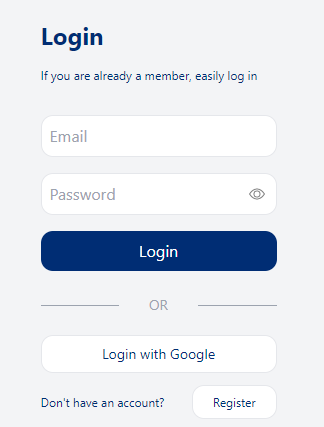 Login
If you are already a member, easily log in
Email
Password
Login
OR
Login with Google
Don't have an account? Register